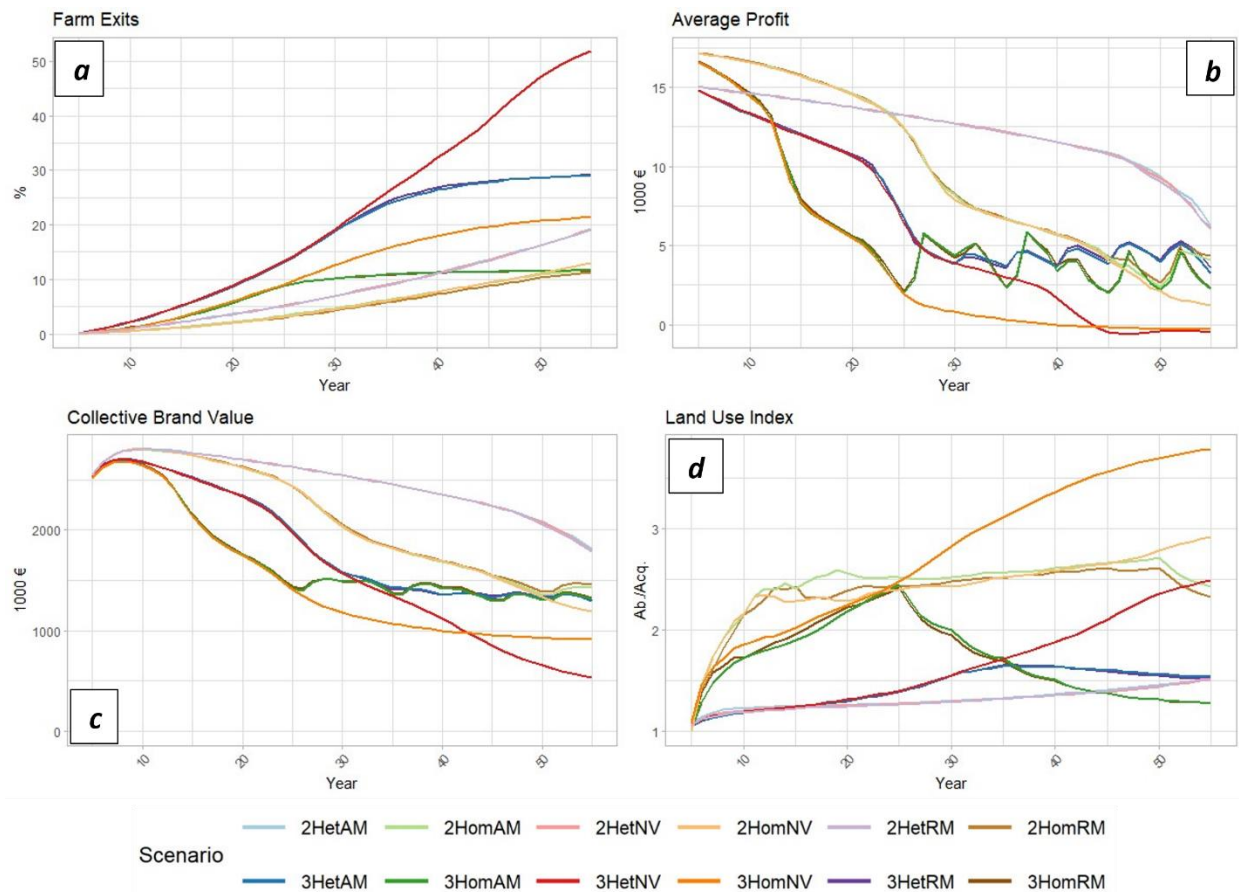 Farm Exits
a
50
40
30
20
10
0
%
10 20 30 40 50
Year
Average Profit
b
15
10
5
0
1000 €
10 20 30 40 50
Year
Collective Brand Value
c
2000
1000
0
1000 €
10 20 30 40 50
Year
Land Use Index
d
3
2
1
Ab./Acq.
10 20 30 40 50
Year
Scenario
2HetAM 2HomAM 2HetNV 2HomNV 2HetRM 2HomRM
3HetAM 3HomAM 3HetNV 3HomNV 3HetRM 3HomRM